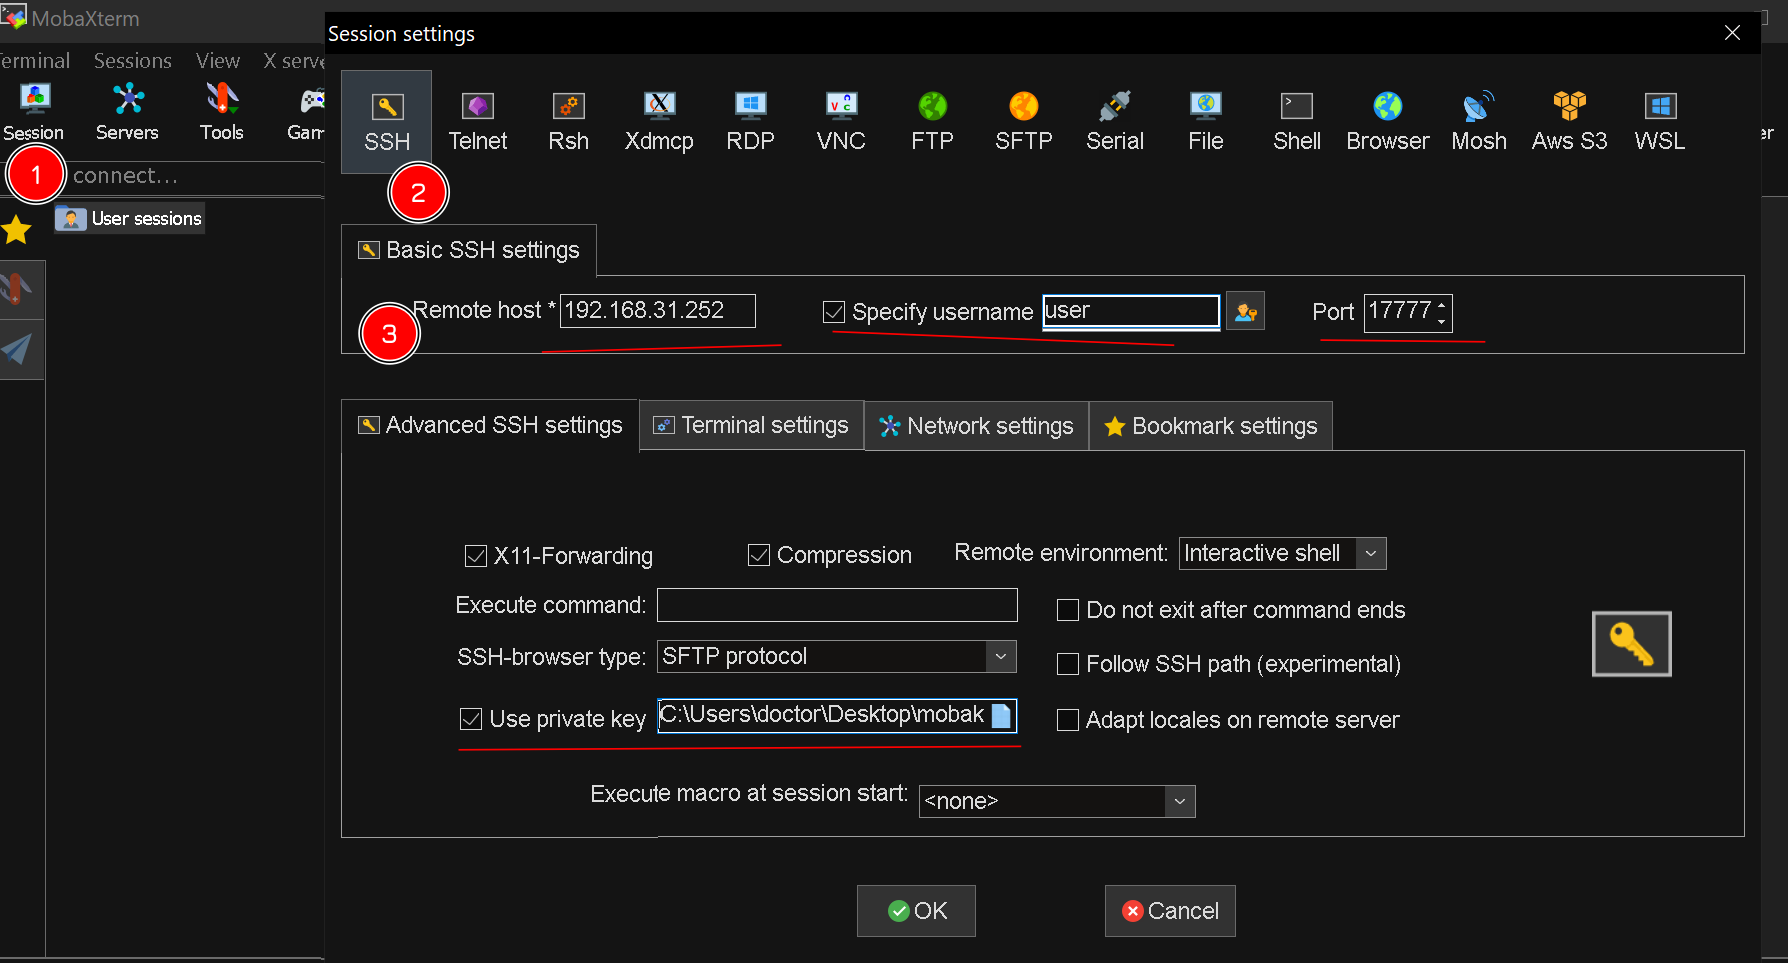 MobaXterm
Session settings
Terminal Sessions View X serve
Session Servers Tools Gam
SSH Telnet Rsh Xdmcp RDP VNC FTP SFTP Serial File Shell Browser Mosh Aws S3 WSL
er
1
connect...
2
User sessions
Basic SSH settings
3
Remote host * 192.168.31.252 Specify username user Port 17777
Advanced SSH settings Terminal settings Network settings Bookmark settings
X11-Forwarding Compression Remote environment: Interactive shell
Execute command: Do not exit after command ends
SSH-browser type: SFTP protocol Follow SSH path (experimental)
Use private key C:\Users\doctor\Desktop\mobak Adapt locales on remote server
Execute macro at session start: <none>
OK Cancel